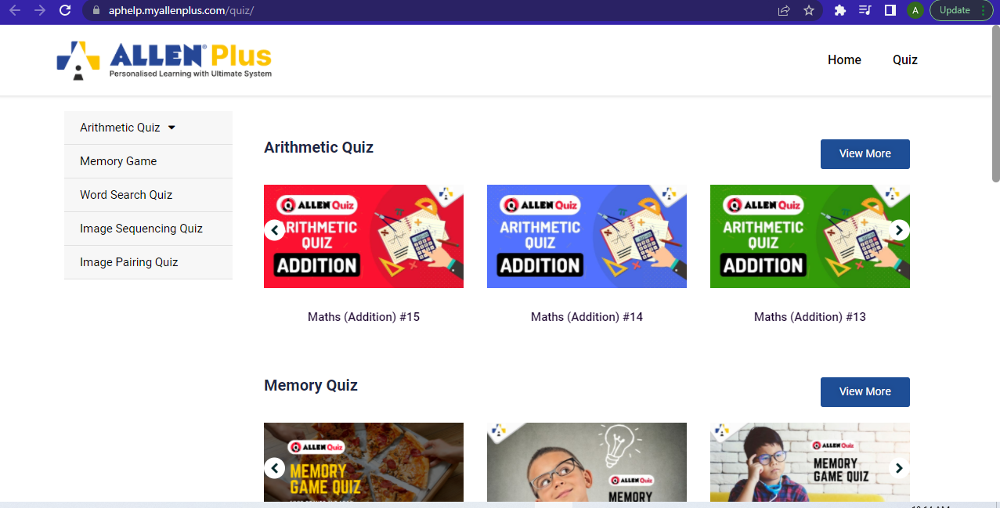 aphelp.myallenplus.com/quiz/
A
Update
ALLEN® Plus
Personalised Learning with Ultimate System
Home
Quiz
Arithmetic Quiz
Memory Game
Word Search Quiz
Image Sequencing Quiz
Image Pairing Quiz
Arithmetic Quiz
View More
ALLEN Quiz
ARITHMETIC
QUIZ
ADDITION
ALLEN Quiz
ARITHMETIC
QUIZ
ADDITION
ALLEN Quiz
ARITHMETIC
QUIZ
ADDITION
Maths (Addition) #15
Maths (Addition) #14
Maths (Addition) #13
Memory Quiz
View More
ALLEN Quiz
MEMORY
GAME QUIZ
ALLEN Quiz
MEMORY
ALLEN Quiz
MEMORY
GAME QUIZ